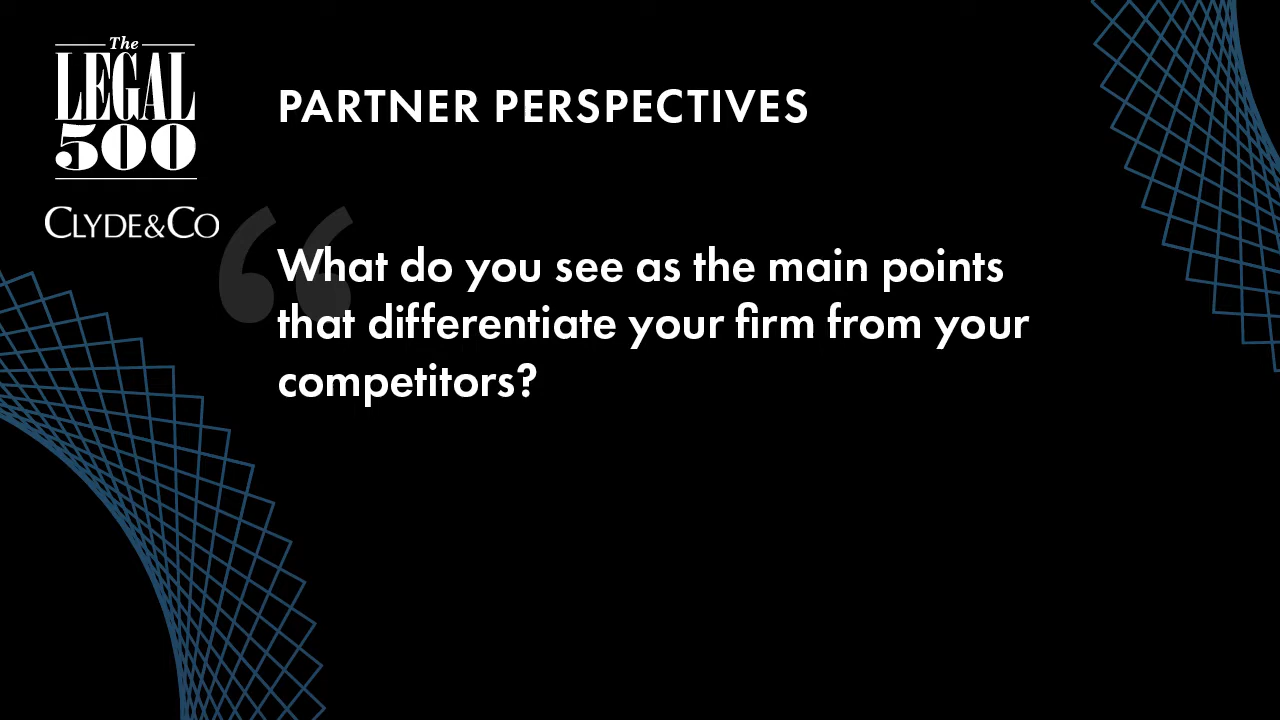 The
LEGAL
500
CLYDE&CO
PARTNER PERSPECTIVES
“
What do you see as the main points
that differentiate your firm from your
competitors?